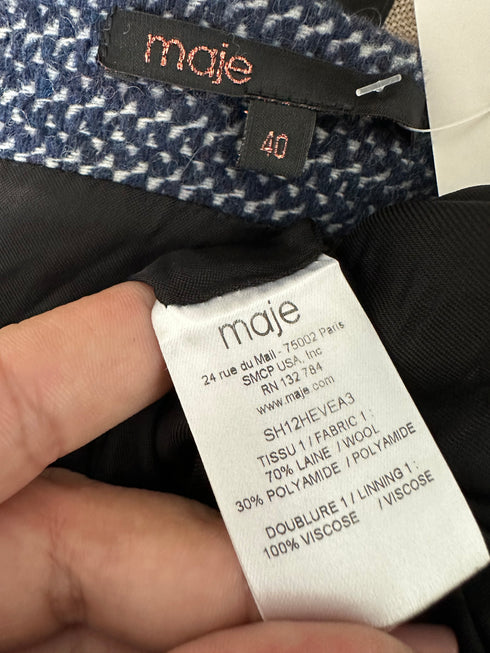 maje
40
maje
24 rue du Mail - 75002 Paris
SMCP USA, Inc
RN 132 784
www.maje.com
SH12HEVEA3
TISSU 1 / FABRIC 1 :
70% LAINE / WOOL
30% POLYAMIDE / POLYAMIDE
DOUBLURE 1 / LINNING 1 :
100% VISCOSE / VISCOSE